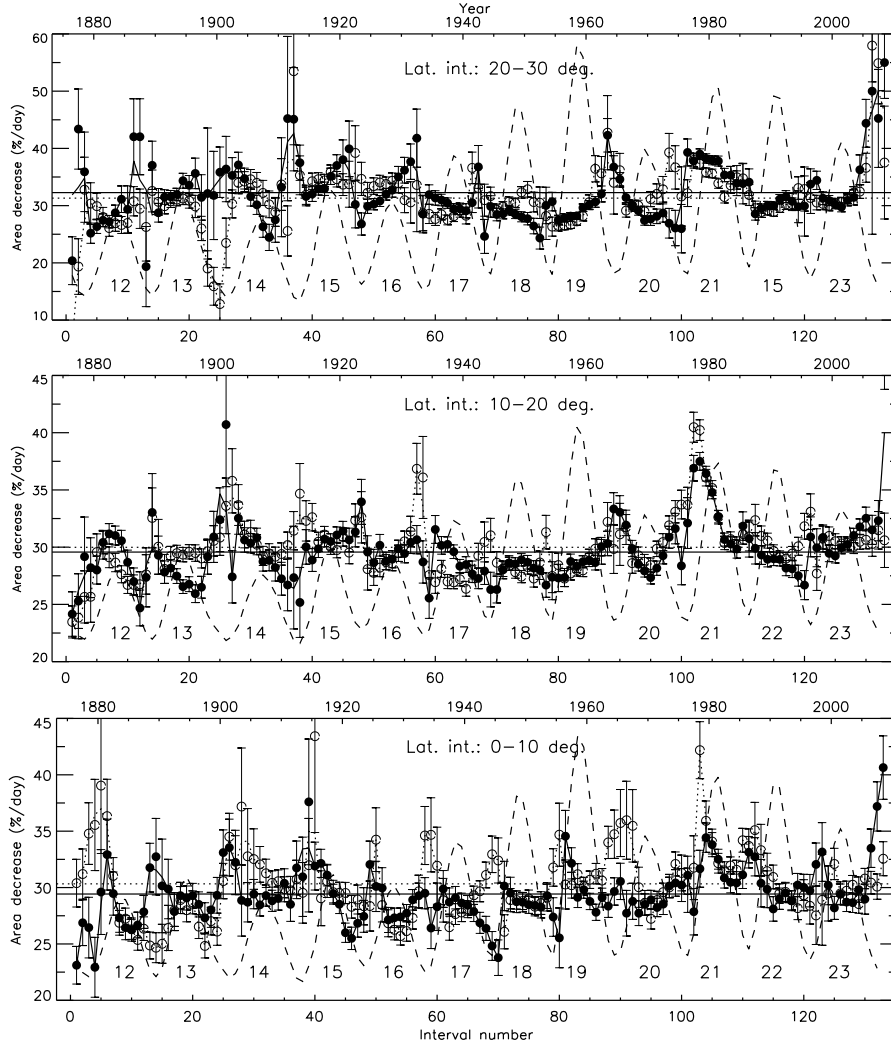 Year
1880 1900 1920 1940 1960 1980 2000
60
50
40
30
20
10
Area decrease (%/day)
Lat. int.: 20-30 deg.
12 13 14 15 16 17 18 19 20 21 15 23
0 20 40 60 80 100 120
1880 1900 1920 1940 1960 1980 2000
45
40
35
30
25
20
Area decrease (%/day)
Lat. int.: 10-20 deg.
12 13 14 15 16 17 18 19 20 21 22 23
0 20 40 60 80 100 120
1880 1900 1920 1940 1960 1980 2000
45
40
35
30
25
20
Area decrease (%/day)
Lat. int.: 0-10 deg.
12 13 14 15 16 17 18 19 20 21 22 23
0 20 40 60 80 100 120
Interval number